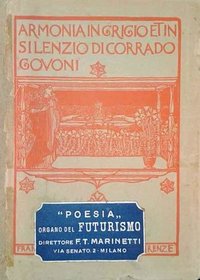 ARMONIA IN GRIGIO ET IN
SILENZIO DI CORRADO
GOVONI
"POESIA„
ORGANO DEL FUTURISMO
DIRETTORE F. T. MARINETTI
VIA SENATO, 2 - MILANO